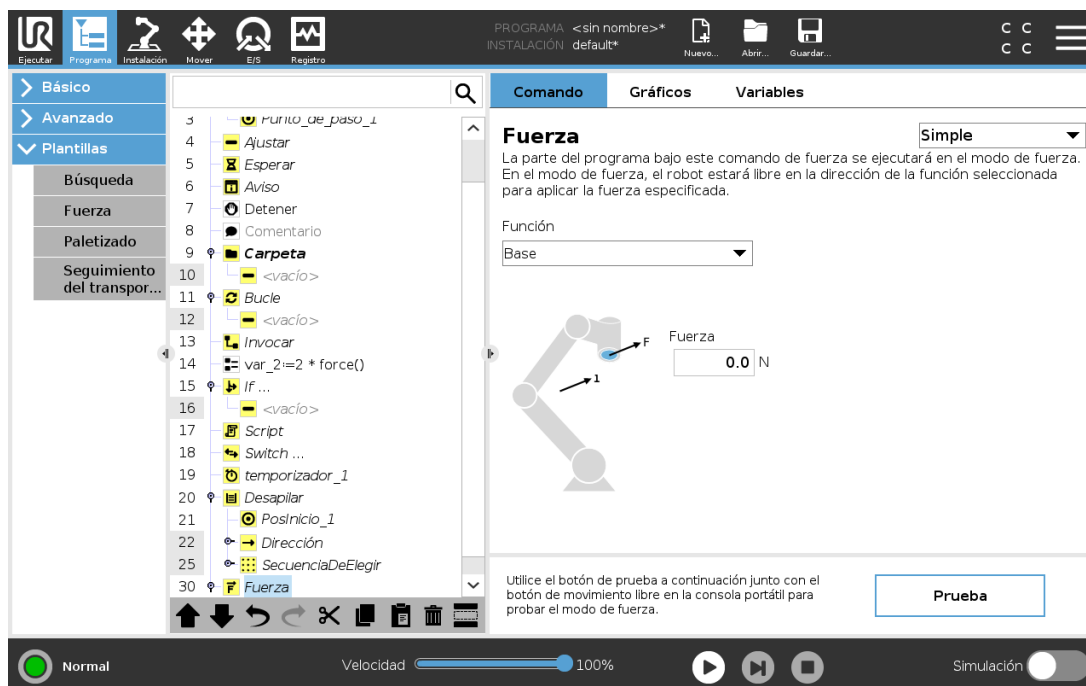 PROGRAMA <sin nombre>*
INSTALACIÓN default*
Ejecutar Programa Instalación Mover E/S Registro
Nuevo... Abrir... Guardar...
C C
C C
Básico
Avanzado
Plantillas
Búsqueda
Fuerza
Paletizado
Seguimiento
del transpor...
3 Punto_de_paso_1
4 Ajustar
5 Esperar
6 Aviso
7 Detener
8 Comentario
9 Carpeta
10 <vacío>
11 Bucle
12 <vacío>
13 Invocar
14 var_2:=2 * force()
15 If ...
16 <vacío>
17 Script
18 Switch ...
19 temporizador_1
20 Desapilar
21 PosInicio_1
22 Dirección
25 SecuenciaDeElegir
30 Fuerza
Comando Gráficos Variables
Fuerza
Simple
La parte del programa bajo este comando de fuerza se ejecutará en el modo de fuerza.
En el modo de fuerza, el robot estará libre en la dirección de la función seleccionada
para aplicar la fuerza especificada.
Función
Base
F
1
Fuerza
0.0 N
Utilice el botón de prueba a continuación junto con el
botón de movimiento libre en la consola portátil para
probar el modo de fuerza.
Prueba
Normal
Velocidad 100%
Simulación